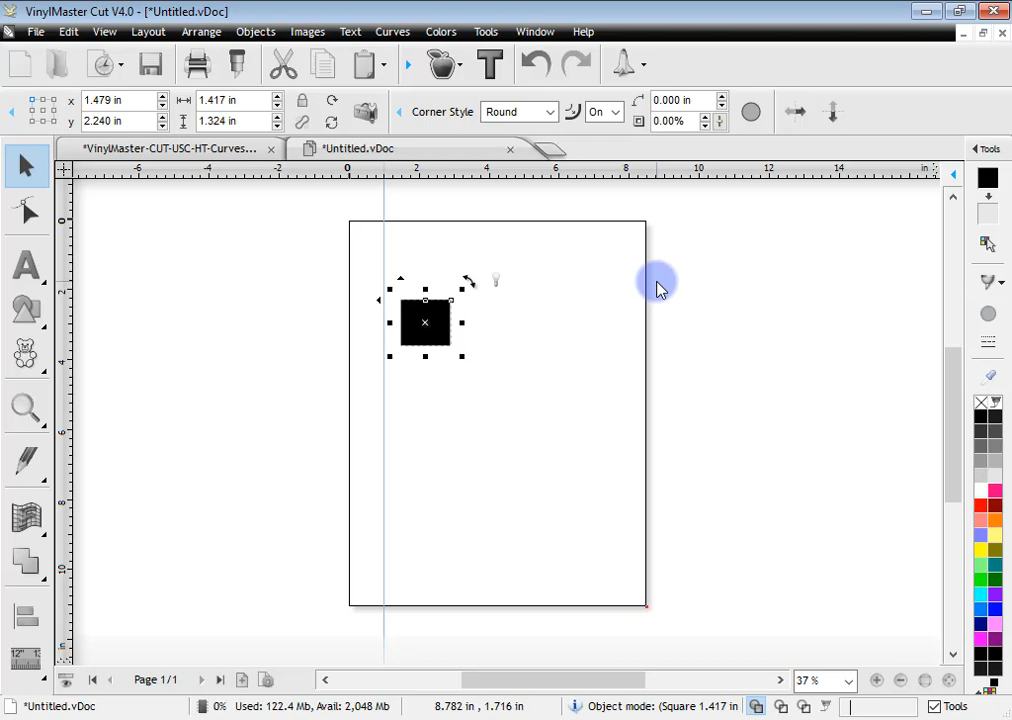 VinylMaster Cut V4.0 - [*Untitled.vDoc]
File Edit View Layout Arrange Objects Images Text Curves Colors Tools Window Help
x 1.479 in 1.417 in Corner Style Round On 0.000 in
y 2.240 in 1.324 in 0.00%
*VinylMaster-CUT-USC-HT-Curves... *Untitled.vDoc Tools
-6 -4 -2 0 2 4 6 8 10 12 14 in
0
2
4
6
8
10
in
12"
Page 1/1 37 %
*Untitled.vDoc 0% Used: 122.4 Mb, Avail: 2,048 Mb 8.782 in , 1.716 in Object mode: (Square 1.417 in Tools